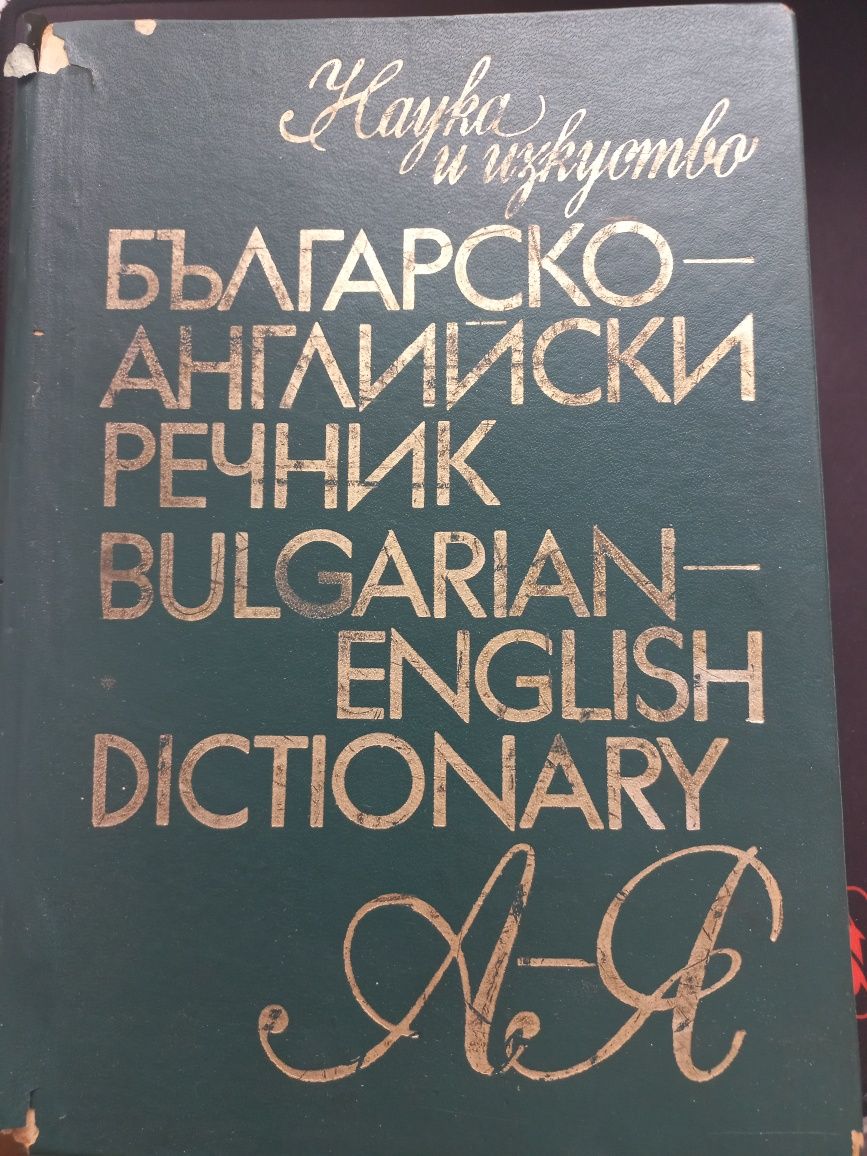 Наука
и изкуство
БЪЛГАРСКО–
АНГЛИЙСКИ
РЕЧНИК
BULGARIAN–
ENGLISH
DICTIONARY
А–Я